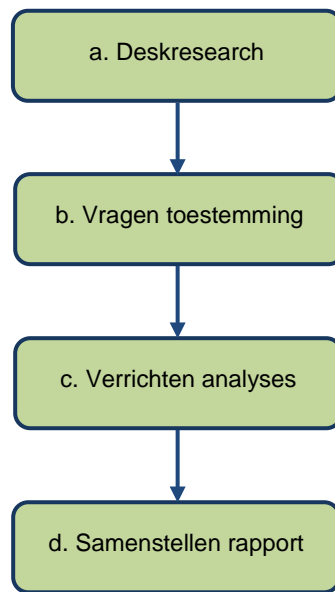 a. Deskresearch
b. Vragen toestemming
c. Verrichten analyses
d. Samenstellen rapport